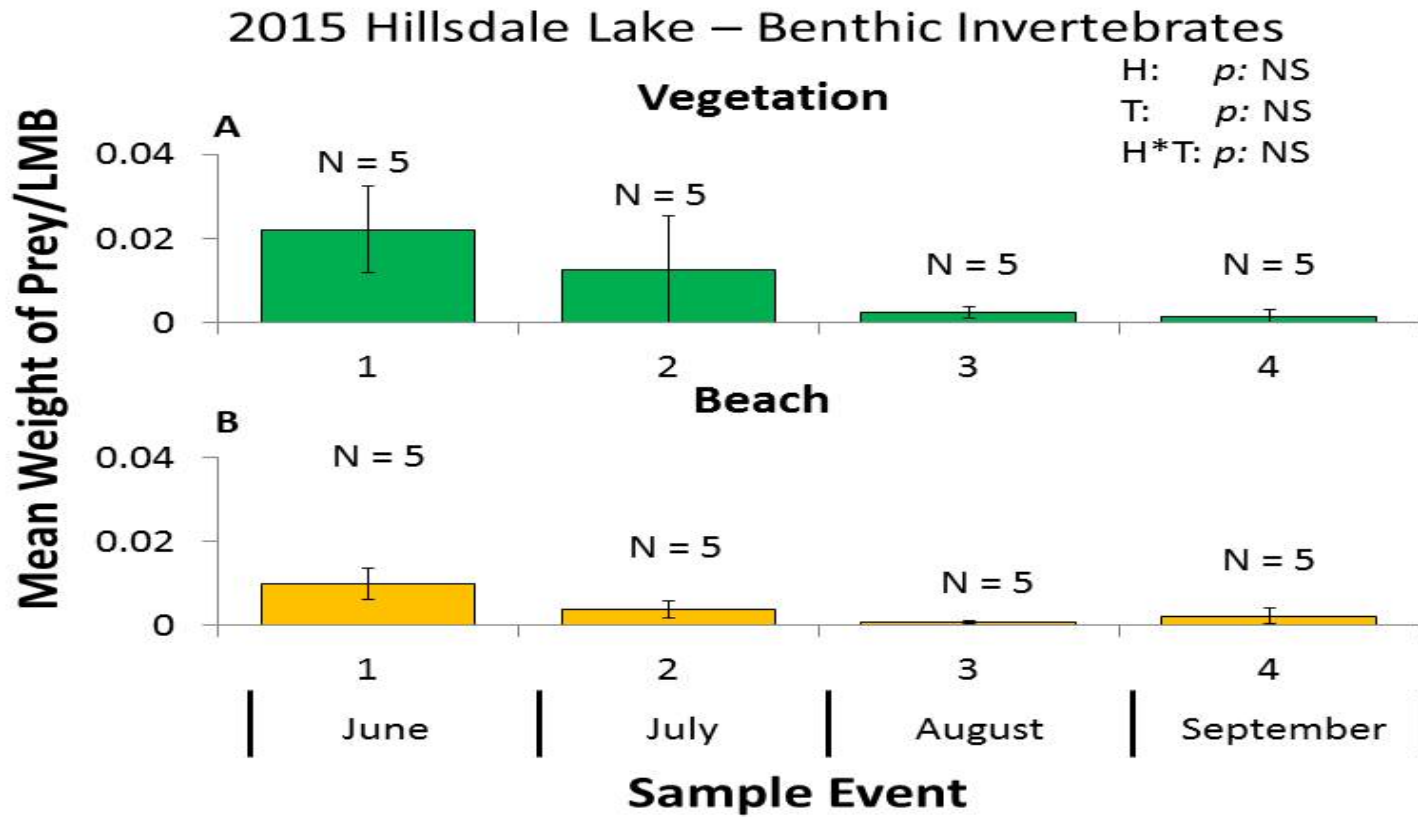 2015 Hillsdale Lake – Benthic Invertebrates
H: p: NS
T: p: NS
H*T: p: NS
Vegetation
A
Mean Weight of Prey/LMB
0.04
0.02
0
N = 5
N = 5
N = 5
N = 5
1 2 3 4
Beach
B
0.04
0.02
0
N = 5
N = 5
N = 5
N = 5
1 2 3 4
June July August September
Sample Event